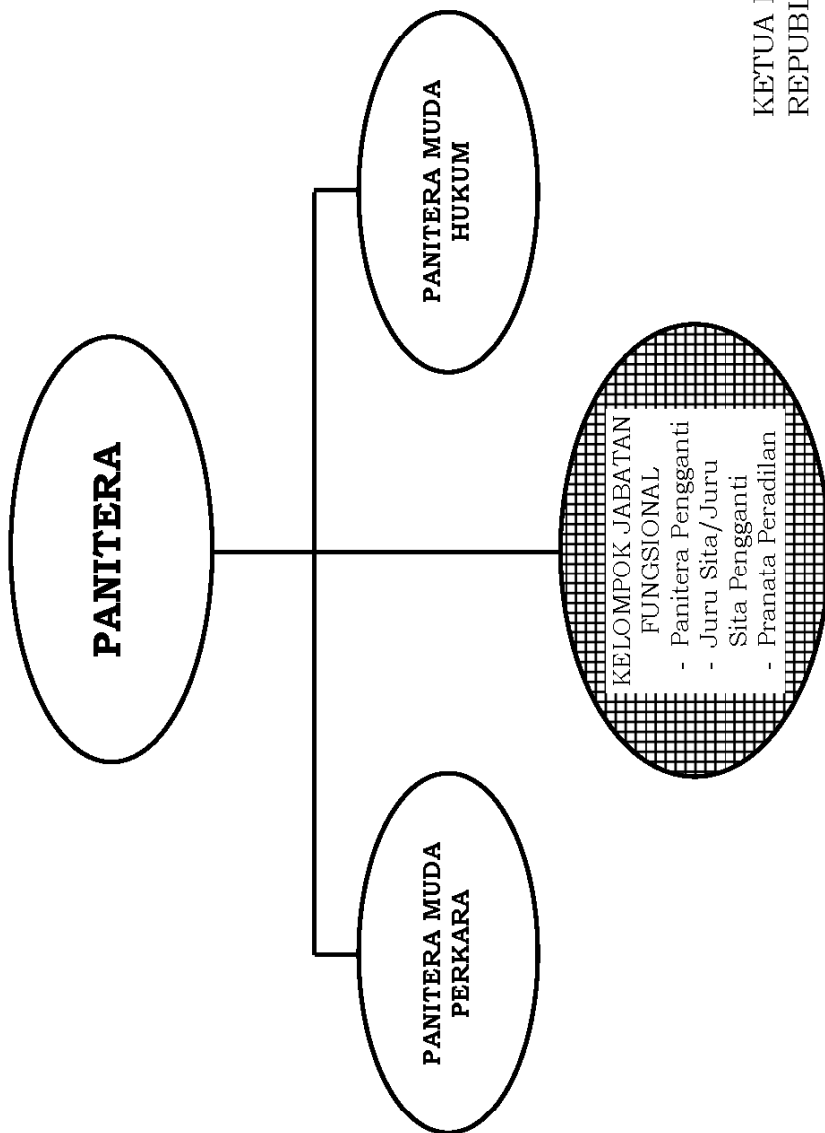 PANITERA
PANITERA MUDA
PERKARA
PANITERA MUDA
HUKUM
KELOMPOK JABATAN
FUNGSIONAL
- Panitera Pengganti
- Juru Sita/Juru
Sita Pengganti
- Pranata Peradilan
KETUA